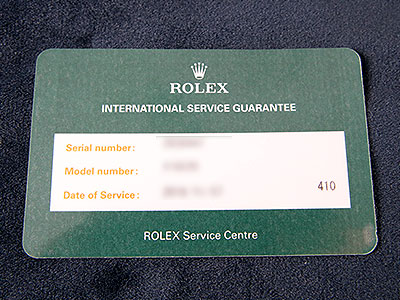 ROLEX
INTERNATIONAL SERVICE GUARANTEE
Serial number:
Model number:
Date of Service:
410
ROLEX Service Centre